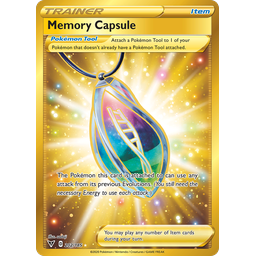 TRAINER Item
Memory Capsule
Pokémon Tool Attach a Pokémon Tool to 1 of your
Pokémon that doesn't already have a Pokémon Tool attached.
The Pokémon this card is attached to can use any
attack from its previous Evolutions. (You still need the
necessary Energy to use each attack.)
You may play any number of Item cards
during your turn.